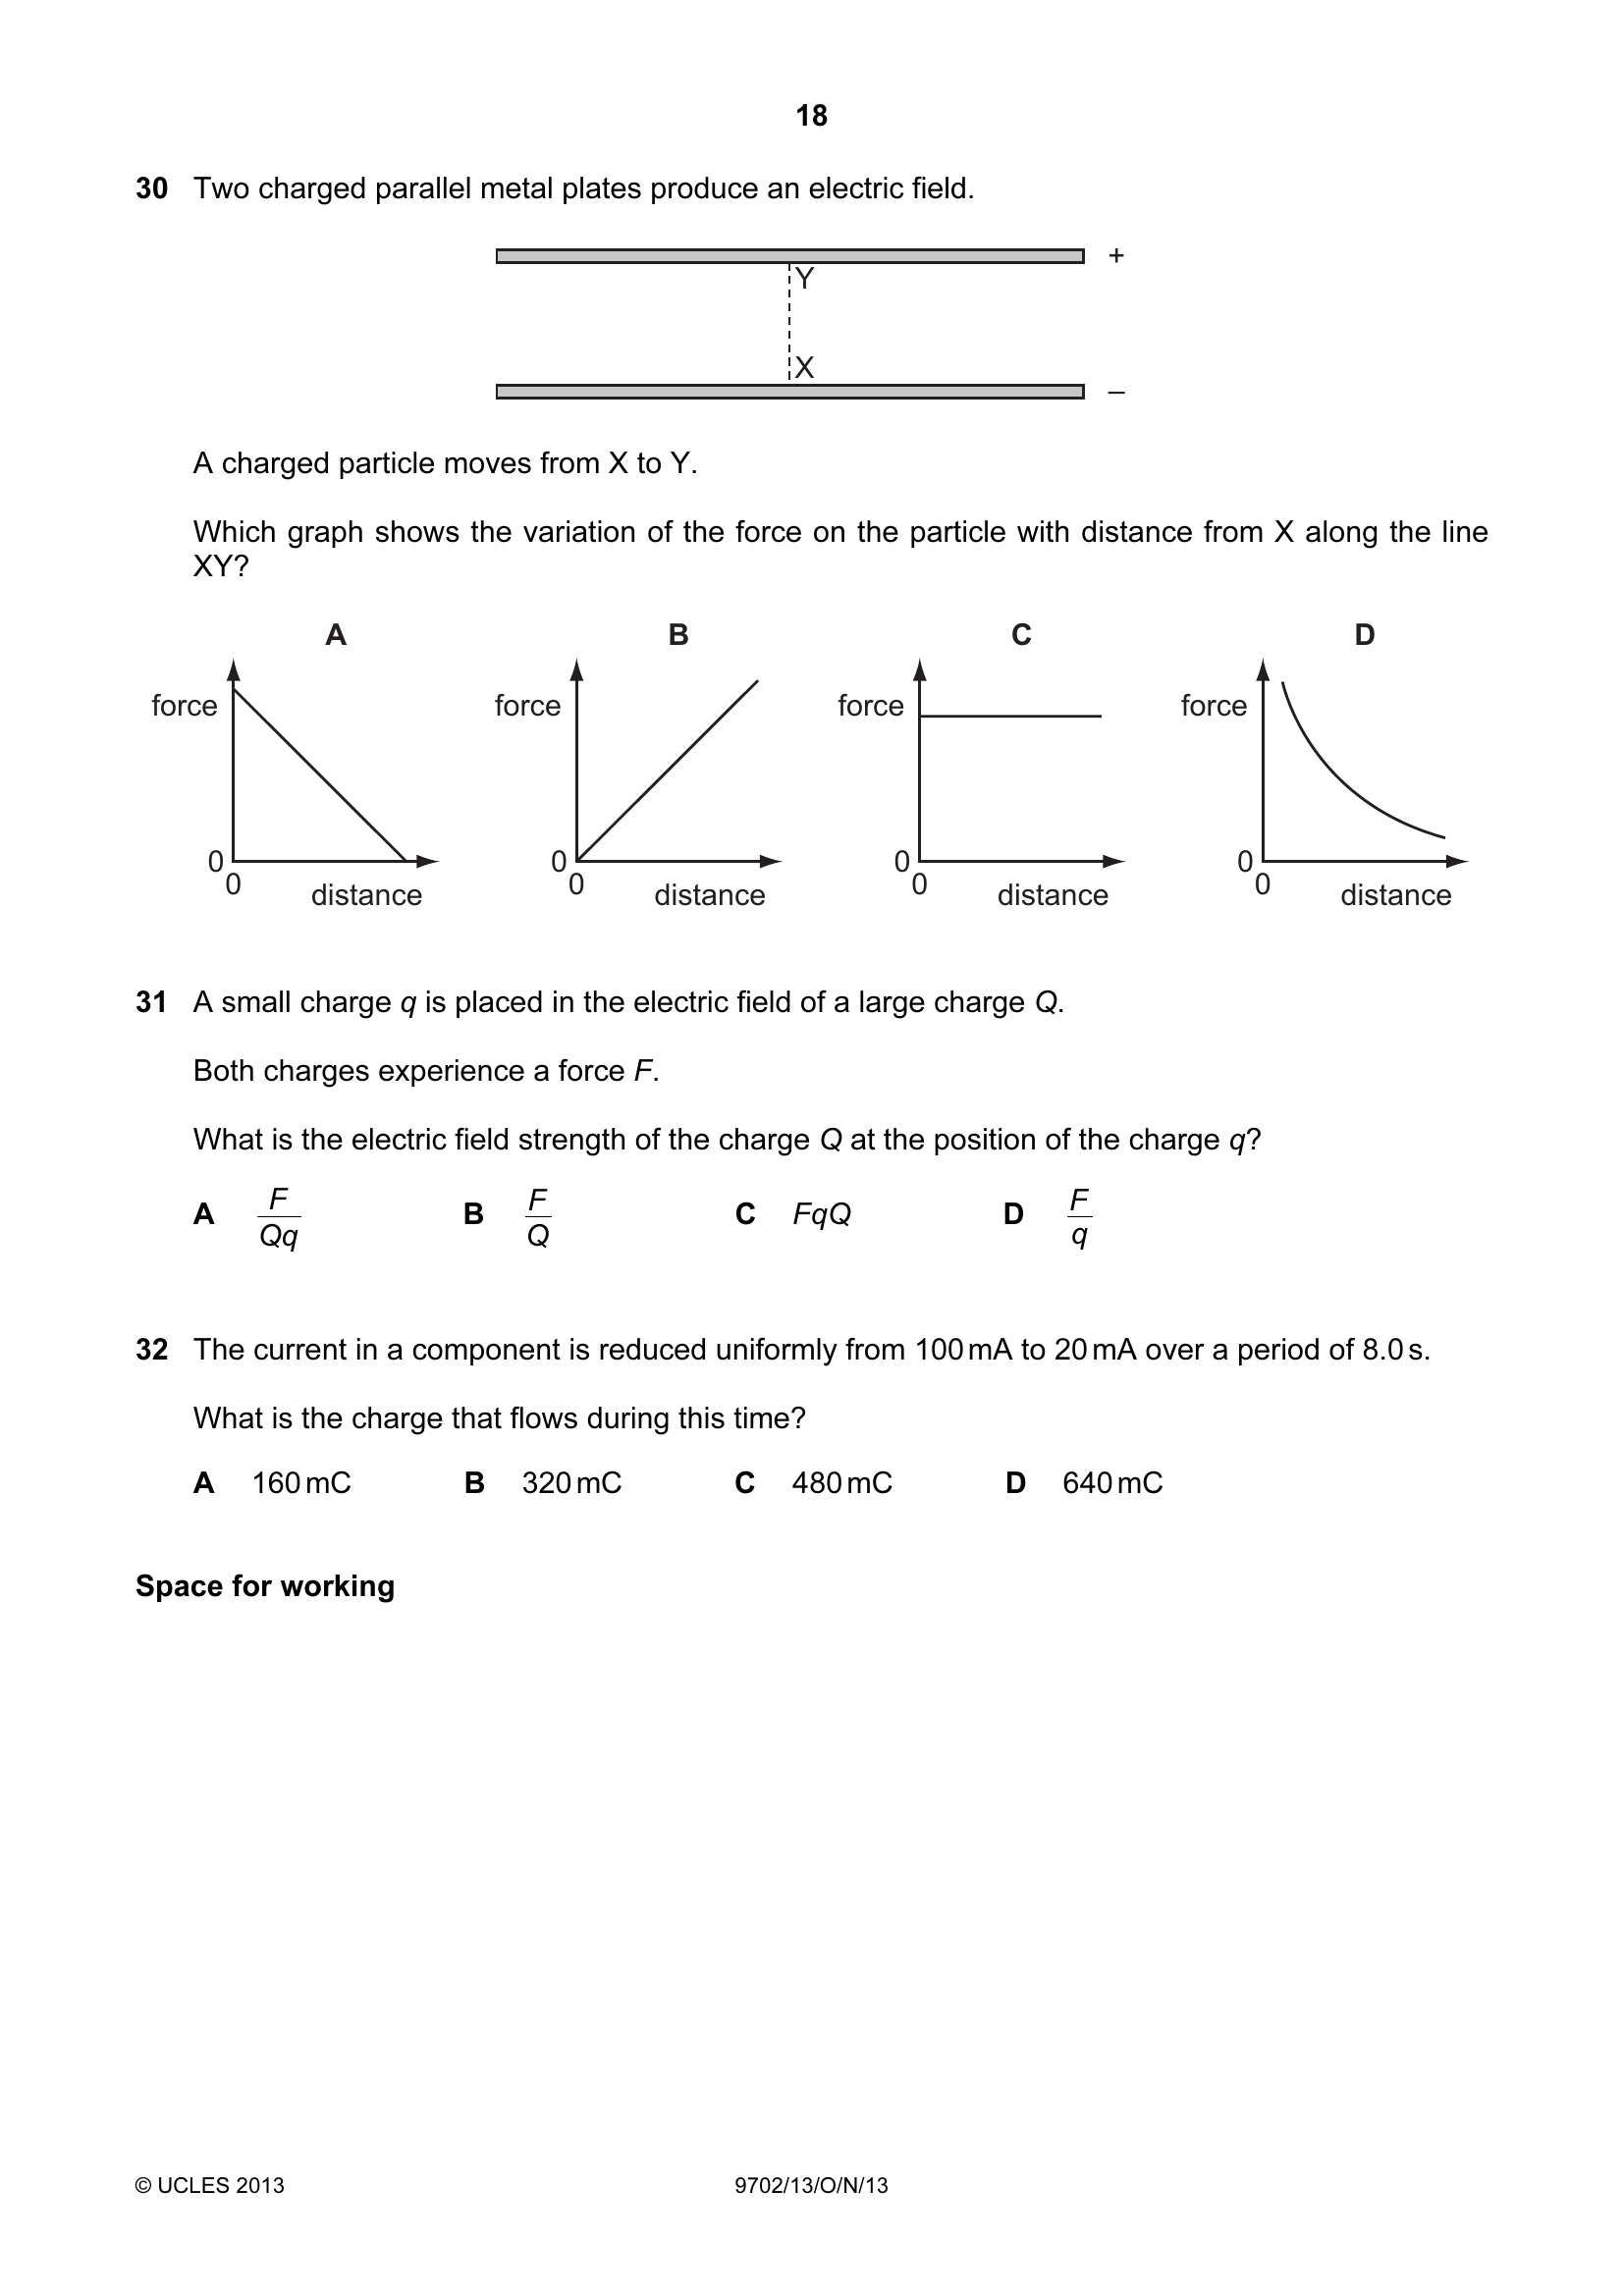 18
30 Two charged parallel metal plates produce an electric field.
+
Y
X
–
A charged particle moves from X to Y.
Which graph shows the variation of the force on the particle with distance from X along the line
XY?
A B C D
force force force force
0 0 0 0
0 0 0 0
distance distance distance distance
31 A small charge q is placed in the electric field of a large charge Q.
Both charges experience a force F.
What is the electric field strength of the charge Q at the position of the charge q?
A F/Qq B F/Q C FqQ D F/q
32 The current in a component is reduced uniformly from 100 mA to 20 mA over a period of 8.0 s.
What is the charge that flows during this time?
A 160 mC B 320 mC C 480 mC D 640 mC
Space for working
© UCLES 2013 9702/13/O/N/13